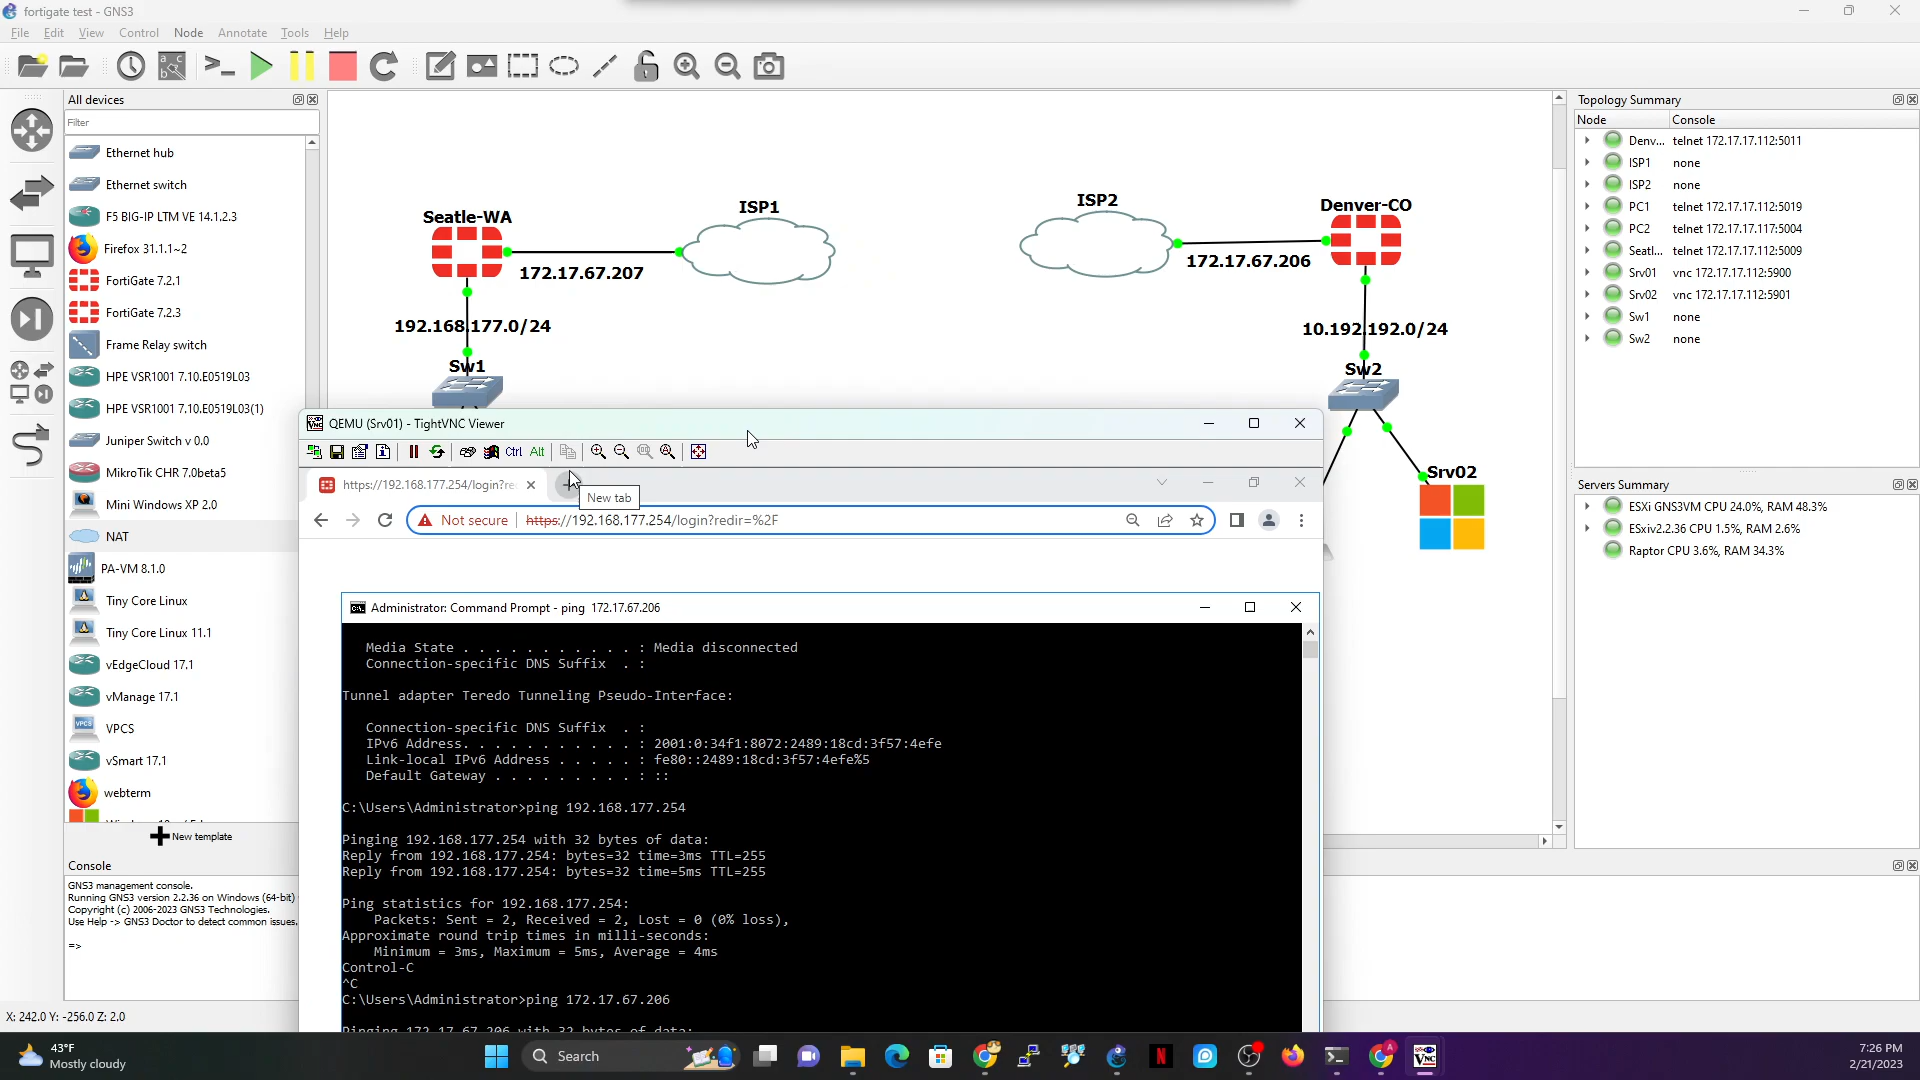 fortigate test - GNS3
File Edit View Control Node Annotate Tools Help
All devices
Filter
Ethernet hub
Ethernet switch
F5 BIG-IP LTM VE 14.1.2.3
Firefox 31.1.1~2
FortiGate 7.2.1
FortiGate 7.2.3
Frame Relay switch
HPE VSR1001 7.10.E0519L03
HPE VSR1001 7.10.E0519L03(1)
Juniper Switch v 0.0
MikroTik CHR 7.0beta5
Mini Windows XP 2.0
NAT
PA-VM 8.1.0
Tiny Core Linux
Tiny Core Linux 11.1
vEdgeCloud 17.1
vManage 17.1
VPCS
vSmart 17.1
webterm
New template
Console
GNS3 management console.
Running GNS3 version 2.2.36 on Windows (64-bit)
Copyright (c) 2006-2023 GNS3 Technologies.
Use Help -> GNS3 Doctor to detect common issues.
=>
X: 242.0 Y: -256.0 Z: 2.0
Seatle-WA
ISP1
172.17.67.207
192.168.177.0/24
Sw1
ISP2
Denver-CO
172.17.67.206
10.192.192.0/24
Sw2
Srv02
QEMU (Srv01) - TightVNC Viewer
Ctrl Alt
https://192.168.177.254/login?re
New tab
Not secure https://192.168.177.254/login?redir=%2F
Administrator: Command Prompt - ping 172.17.67.206
Media State . . . . . . . . . . . : Media disconnected
Connection-specific DNS Suffix . :
Tunnel adapter Teredo Tunneling Pseudo-Interface:
Connection-specific DNS Suffix . :
IPv6 Address. . . . . . . . . . . : 2001:0:34f1:8072:2489:18cd:3f57:4efe
Link-local IPv6 Address . . . . . : fe80::2489:18cd:3f57:4efe%5
Default Gateway . . . . . . . . . : ::
C:\Users\Administrator>ping 192.168.177.254
Pinging 192.168.177.254 with 32 bytes of data:
Reply from 192.168.177.254: bytes=32 time=3ms TTL=255
Reply from 192.168.177.254: bytes=32 time=5ms TTL=255
Ping statistics for 192.168.177.254:
Packets: Sent = 2, Received = 2, Lost = 0 (0% loss),
Approximate round trip times in milli-seconds:
Minimum = 3ms, Maximum = 5ms, Average = 4ms
Control-C
^C
C:\Users\Administrator>ping 172.17.67.206
Pinging 172.17.67.206 with 32 bytes of data:
Topology Summary
Node Console
Denv... telnet 172.17.17.112:5011
ISP1 none
ISP2 none
PC1 telnet 172.17.17.112:5019
PC2 telnet 172.17.17.117:5004
Seatl... telnet 172.17.17.112:5009
Srv01 vnc 172.17.17.112:5900
Srv02 vnc 172.17.17.112:5901
Sw1 none
Sw2 none
Servers Summary
ESXi GNS3VM CPU 24.0%, RAM 48.3%
ESxiv2.2.36 CPU 1.5%, RAM 2.6%
Raptor CPU 3.6%, RAM 34.3%
43°F
Mostly cloudy
Search
7:26 PM
2/21/2023